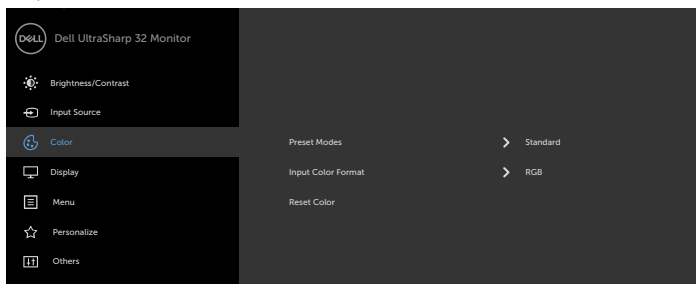 DELL Dell UltraSharp 32 Monitor
Brightness/Contrast
Input Source
Color Preset Modes Standard
Display Input Color Format RGB
Menu Reset Color
Personalize
Others